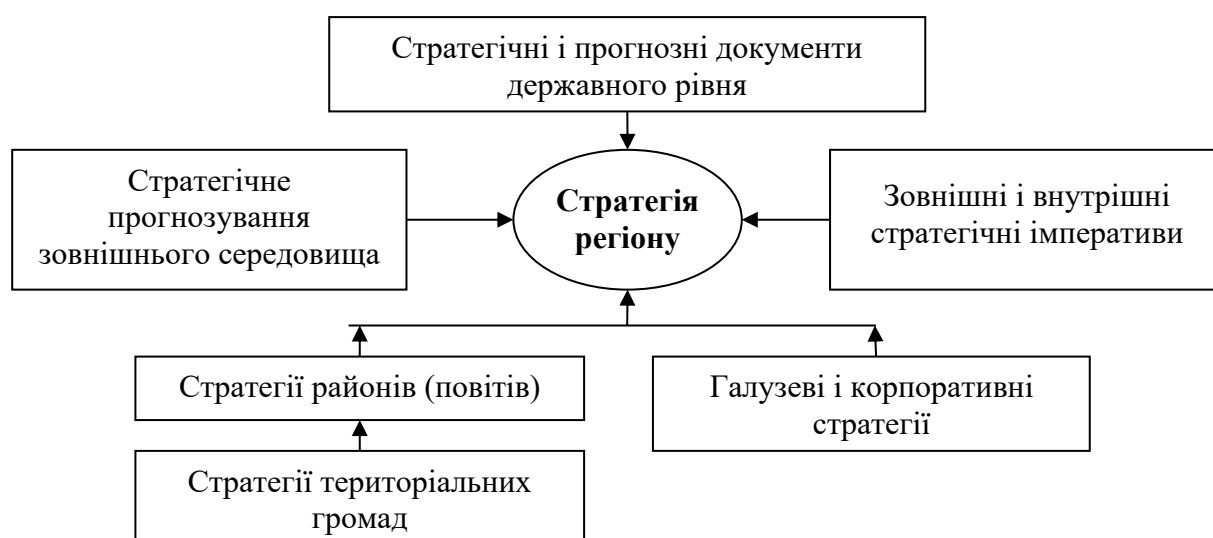 Стратегічні і прогнозні документи
державного рівня
Стратегічне
прогнозування
зовнішнього середовища
Стратегія
регіону
Зовнішні і внутрішні
стратегічні імперативи
Стратегії районів (повітів)
Галузеві і корпоративні
стратегії
Стратегії територіальних
громад